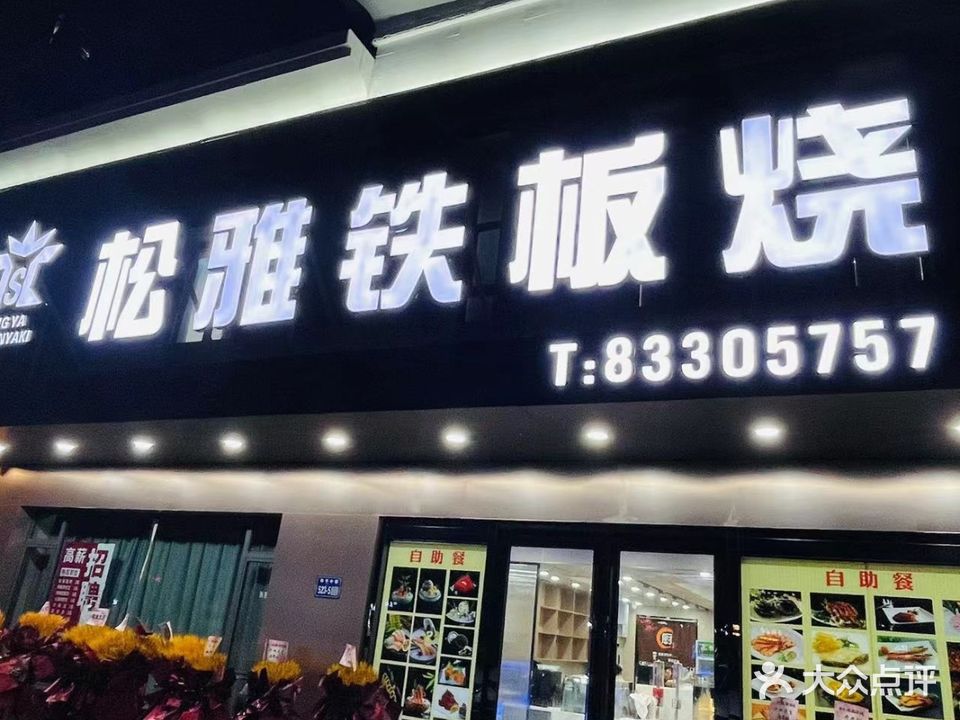 松雅铁板烧
T:83305757
自助餐
自助餐
高薪
招聘
大众点评